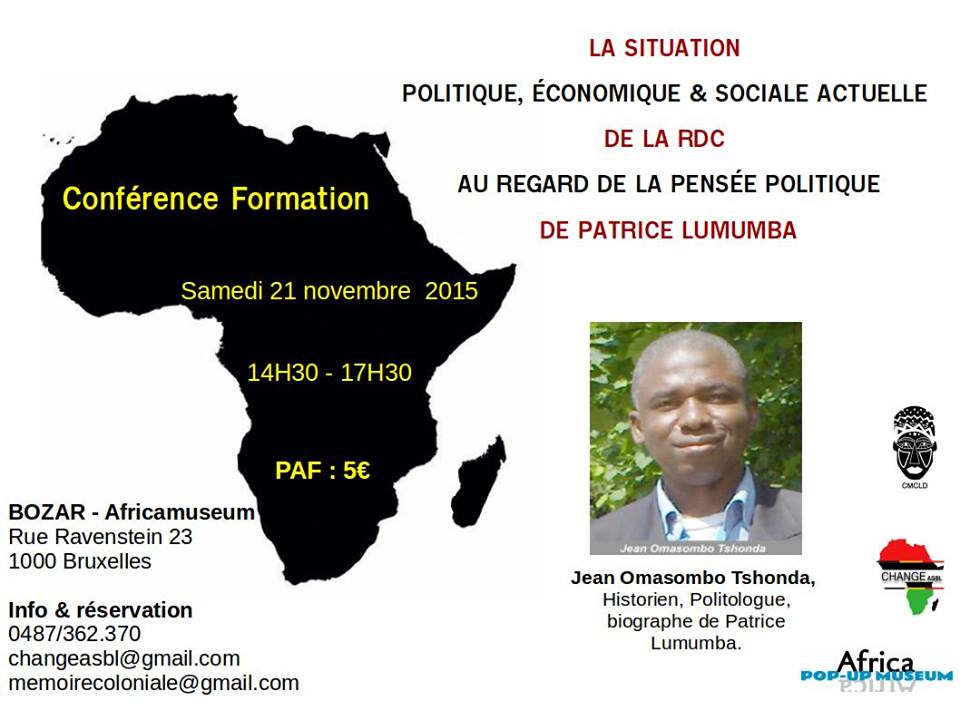 LA SITUATION
POLITIQUE, ÉCONOMIQUE & SOCIALE ACTUELLE
DE LA RDC
AU REGARD DE LA PENSÉE POLITIQUE
DE PATRICE LUMUMBA
Conférence Formation
Samedi 21 novembre 2015
14H30 - 17H30
PAF : 5€
BOZAR - Africamuseum
Rue Ravenstein 23
1000 Bruxelles
Info & réservation
0487/362.370
changeasbl@gmail.com
memoirecoloniale@gmail.com
Jean Omasombo Tshonda
Jean Omasombo Tshonda,
Historien, Politologue,
biographe de Patrice
Lumumba.
CMCLD
CHANGE ASBL
Africa
POP-UP MUSEUM